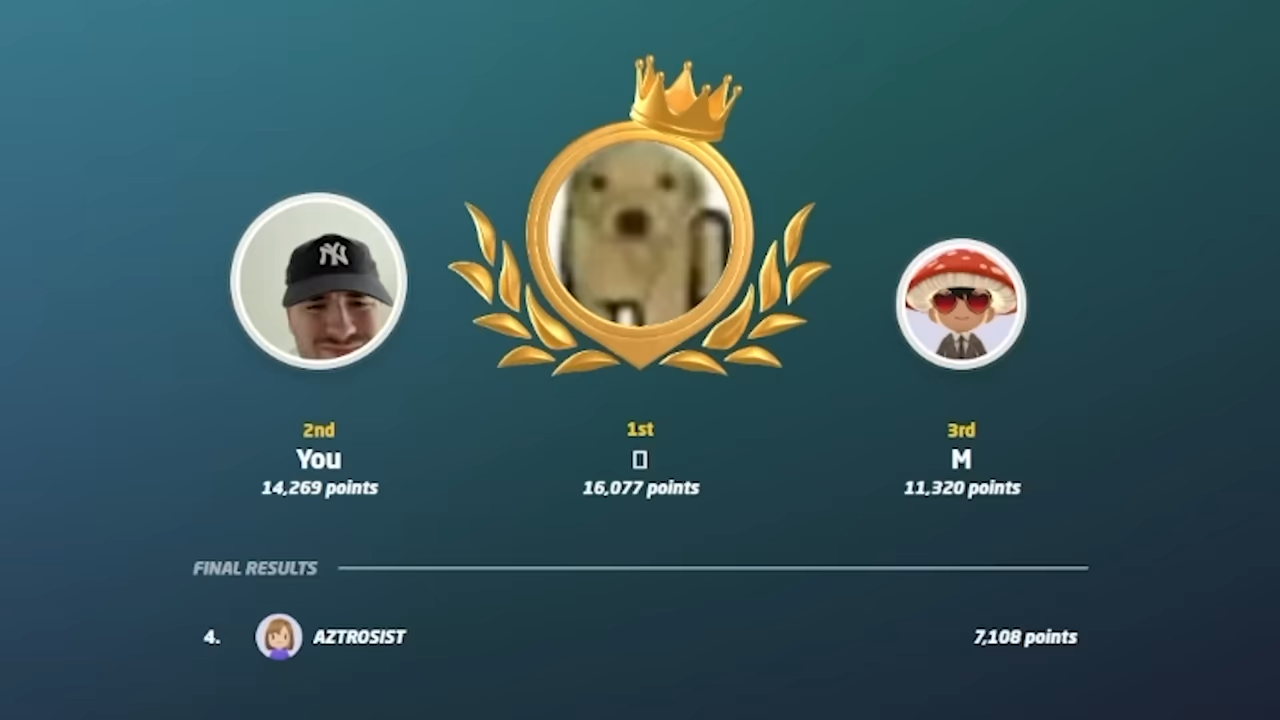 NY
2nd
You
14,269 points
1st
16,077 points
3rd
M
11,320 points
FINAL RESULTS
4. AZTROSIST 7,108 points